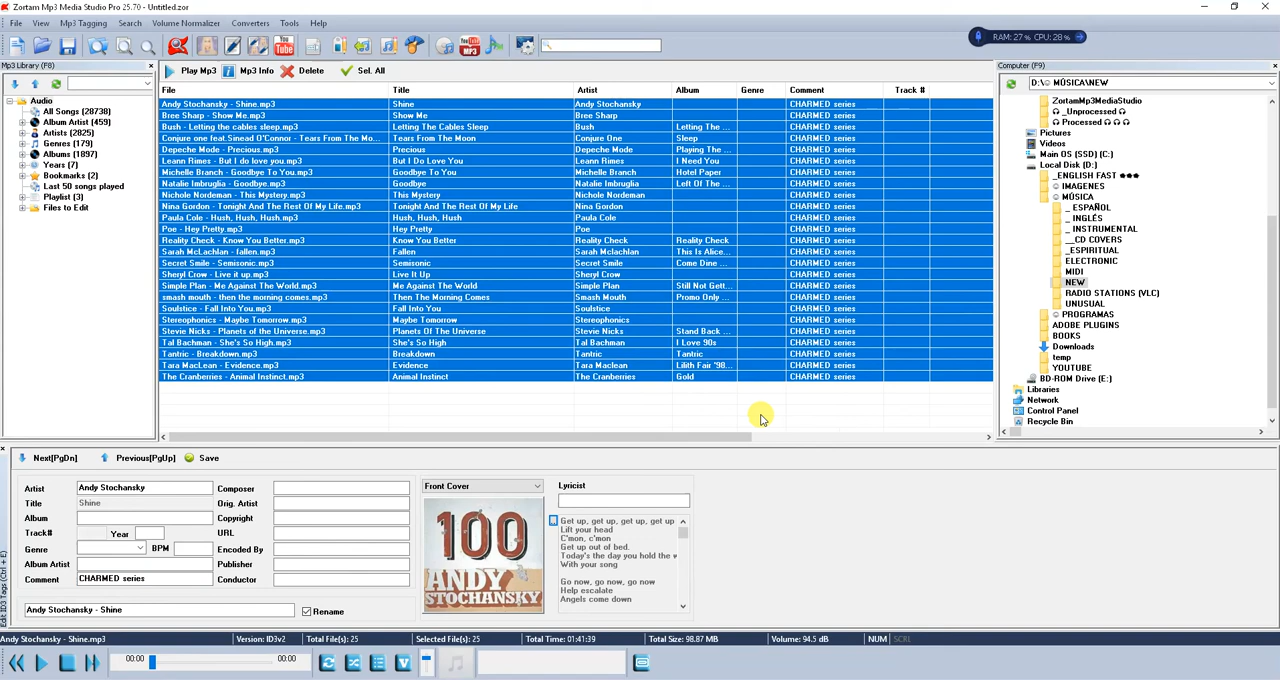 Zortam Mp3 Media Studio Pro 25.70 - Untitled.zor
File View Mp3 Tagging Search Volume Normalizer Converters Tools Help
RAM: 27 % CPU: 28 %
You Tube
YouTube MP3
Mp3 Library (F8)
Audio
All Songs (28738)
Album Artist (459)
Artists (2825)
Genres (179)
Albums (1897)
Years (7)
Bookmarks (2)
Last 50 songs played
Playlist (3)
Files to Edit
Play Mp3 Mp3 Info Delete Sel. All
File Title Artist Album Genre Comment Track #
Andy Stochansky - Shine.mp3 Shine Andy Stochansky CHARMED series
Bree Sharp - Show Me.mp3 Show Me Bree Sharp CHARMED series
Bush - Letting the cables sleep.mp3 Letting The Cables Sleep Bush Letting The ... CHARMED series
Conjure one feat.Sinead O'Connor - Tears From The Mo... Tears From The Moon Conjure One Sleep CHARMED series
Depeche Mode - Precious.mp3 Precious Depeche Mode Playing The ... CHARMED series
Leann Rimes - But I do love you.mp3 But I Do Love You Leann Rimes I Need You CHARMED series
Michelle Branch - Goodbye To You.mp3 Goodbye To You Michelle Branch Hotel Paper CHARMED series
Natalie Imbruglia - Goodbye.mp3 Goodbye Natalie Imbruglia Left Of The ... CHARMED series
Nichole Nordeman - This Mystery.mp3 This Mystery Nichole Nordeman CHARMED series
Nina Gordon - Tonight And The Rest Of My Life.mp3 Tonight And The Rest Of My Life Nina Gordon CHARMED series
Paula Cole - Hush, Hush, Hush.mp3 Hush, Hush, Hush Paula Cole CHARMED series
Poe - Hey Pretty.mp3 Hey Pretty Poe CHARMED series
Reality Check - Know You Better.mp3 Know You Better Reality Check Reality Check CHARMED series
Sarah McLachlan - fallen.mp3 Fallen Sarah Mclachlan This Is Alice... CHARMED series
Secret Smile - Semisonic.mp3 Semisonic Secret Smile Come Dine ... CHARMED series
Sheryl Crow - Live it up.mp3 Live It Up Sheryl Crow CHARMED series
Simple Plan - Me Against The World.mp3 Me Against The World Simple Plan Still Not Gett... CHARMED series
smash mouth - then the morning comes.mp3 Then The Morning Comes Smash Mouth Promo Only ... CHARMED series
Soulstice - Fall Into You.mp3 Fall Into You Soulstice CHARMED series
Stereophonics - Maybe Tomorrow.mp3 Maybe Tomorrow Stereophonics CHARMED series
Stevie Nicks - Planets of the Universe.mp3 Planets Of The Universe Stevie Nicks Stand Back ... CHARMED series
Tal Bachman - She's So High.mp3 She's So High Tal Bachman I Love 90s CHARMED series
Tantric - Breakdown.mp3 Breakdown Tantric Tantric CHARMED series
Tara MacLean - Evidence.mp3 Evidence Tara Maclean Lilith Fair '98... CHARMED series
The Cranberries - Animal Instinct.mp3 Animal Instinct The Cranberries Gold CHARMED series
Computer (F9)
D:\☺ MÚSICA\NEW
ZortamMp3MediaStudio
_Unprocessed
Processed
Pictures
Videos
Main OS (SSD) (C:)
Local Disk (D:)
_ENGLISH FAST ★★★
☺ IMAGENES
☺ MÚSICA
_ ESPAÑOL
_ INGLÉS
_ INSTRUMENTAL
__CD COVERS
_ESPIRITUAL
ELECTRONIC
MIDI
NEW
RADIO STATIONS (VLC)
UNUSUAL
☺ PROGRAMAS
ADOBE PLUGINS
BOOKS
Downloads
temp
YOUTUBE
BD-ROM Drive (E:)
Libraries
Network
Control Panel
Recycle Bin
Edit ID3 Tags (Ctrl + E)
Next[PgDn] Previous[PgUp] Save
Artist Andy Stochansky Composer
Title Shine Orig. Artist
Album Copyright
Track# Year URL
Genre BPM Encoded By
Album Artist Publisher
Comment CHARMED series Conductor
Andy Stochansky - Shine Rename
Front Cover
100
ANDY
STOCHANSKY
Lyricist
Get up, get up, get up, get up
Lift your head
C'mon, c'mon
Get up out of bed.
Today's the day you hold the
With your song
Go now, go now, go now
Help escalate
Angels come down
Andy Stochansky - Shine.mp3 Version: ID3v2 Total File(s): 25 Selected File(s): 25 Total Time: 01:41:39 Total Size: 98.87 MB Volume: 94.5 dB NUM SCRL
00:00 00:00
V